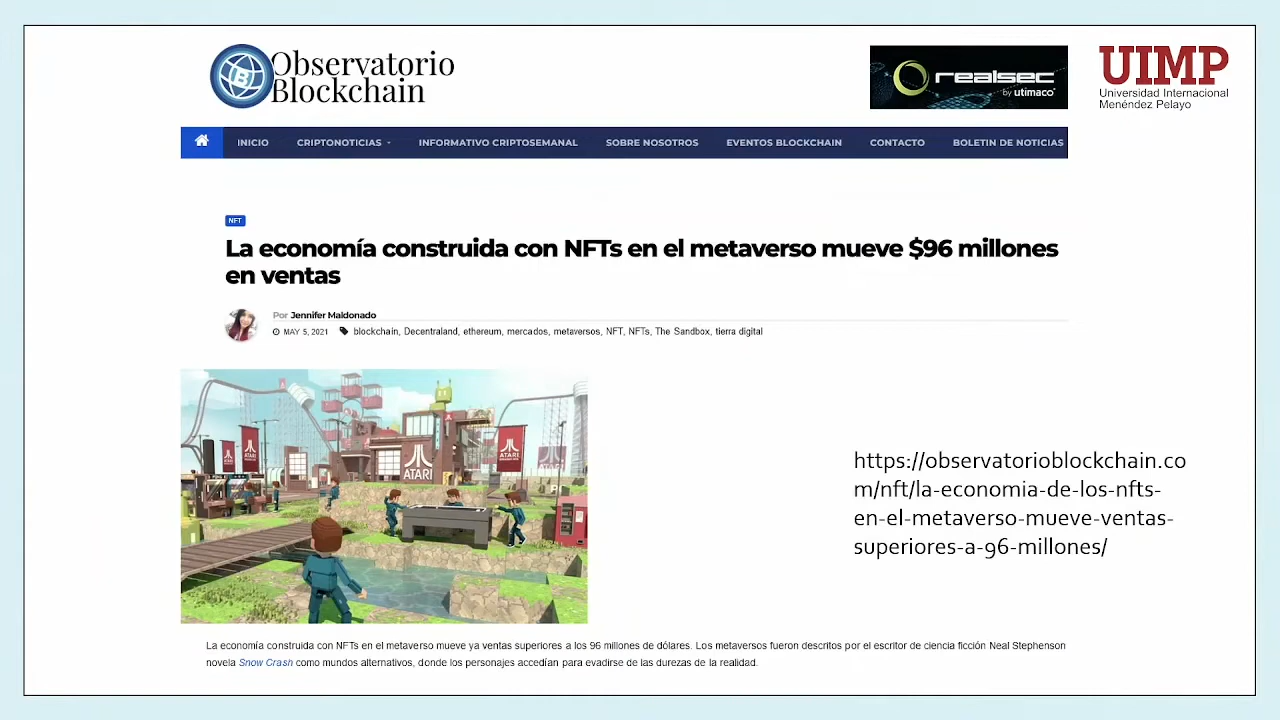 Observatorio
Blockchain
realsec
by utimaco
UIMP
Universidad Internacional
Menéndez Pelayo
INICIO CRIPTONOTICIAS INFORMATIVO CRIPTOSEMANAL SOBRE NOSOTROS EVENTOS BLOCKCHAIN CONTACTO BOLETIN DE NOTICIAS
NFT
La economía construida con NFTs en el metaverso mueve $96 millones
en ventas
Por Jennifer Maldonado
MAY 5, 2021 blockchain, Decentraland, ethereum, mercados, metaversos, NFT, NFTs, The Sandbox, tierra digital
ATARI
ATARI
ATARI
ATARI
ATARI
https://observatorioblockchain.co
m/nft/la-economia-de-los-nfts-
en-el-metaverso-mueve-ventas-
superiores-a-96-millones/
La economía construida con NFTs en el metaverso mueve ya ventas superiores a los 96 millones de dólares. Los metaversos fueron descritos por el escritor de ciencia ficción Neal Stephenson
novela Snow Crash como mundos alternativos, donde los personajes accedían para evadirse de las durezas de la realidad.